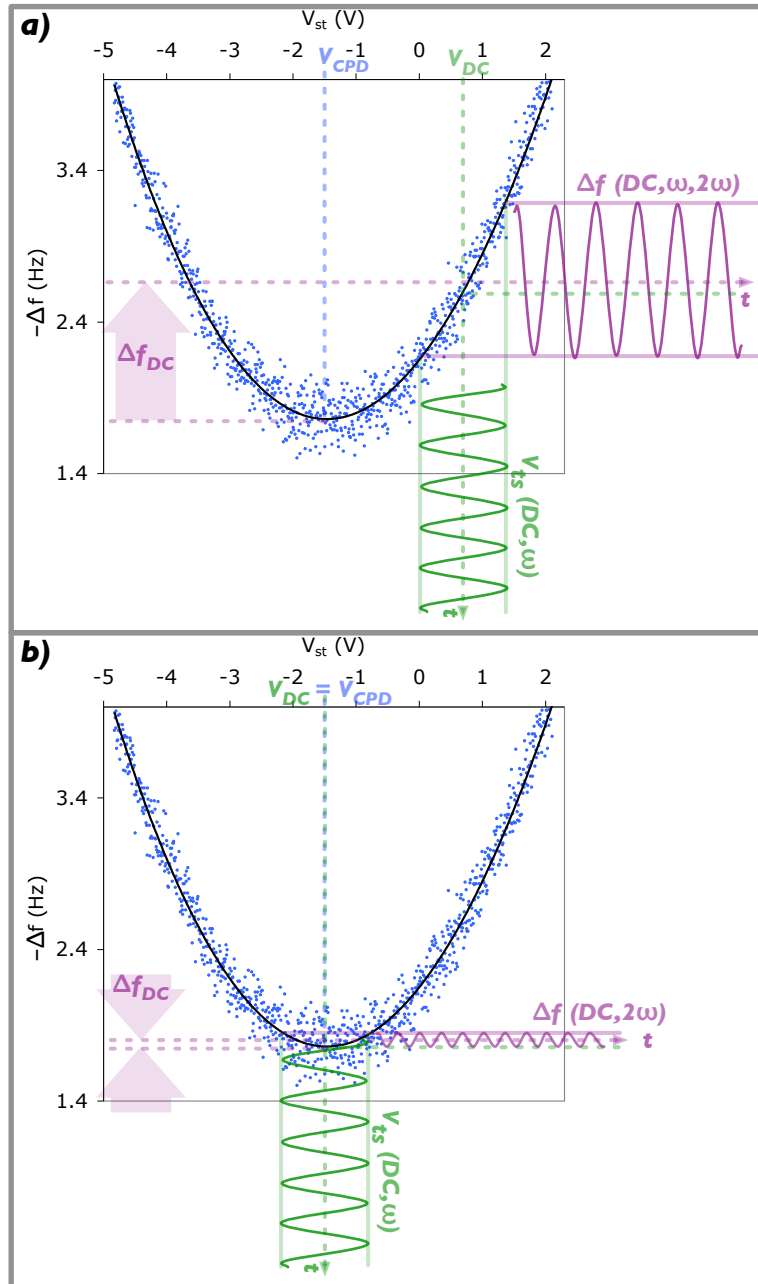 a)
V_st (V)
-5 -4 -3 -2 -1 0 1 2
V_CPD V_DC
3.4
2.4
1.4
−Δf (Hz)
Δf_DC
Δf (DC,ω,2ω)
t
V_ts (DC,ω)
t
b)
V_st (V)
-5 -4 -3 -2 -1 0 1 2
V_DC = V_CPD
3.4
2.4
1.4
−Δf (Hz)
Δf_DC
Δf (DC,2ω)
t
V_ts (DC,ω)
t